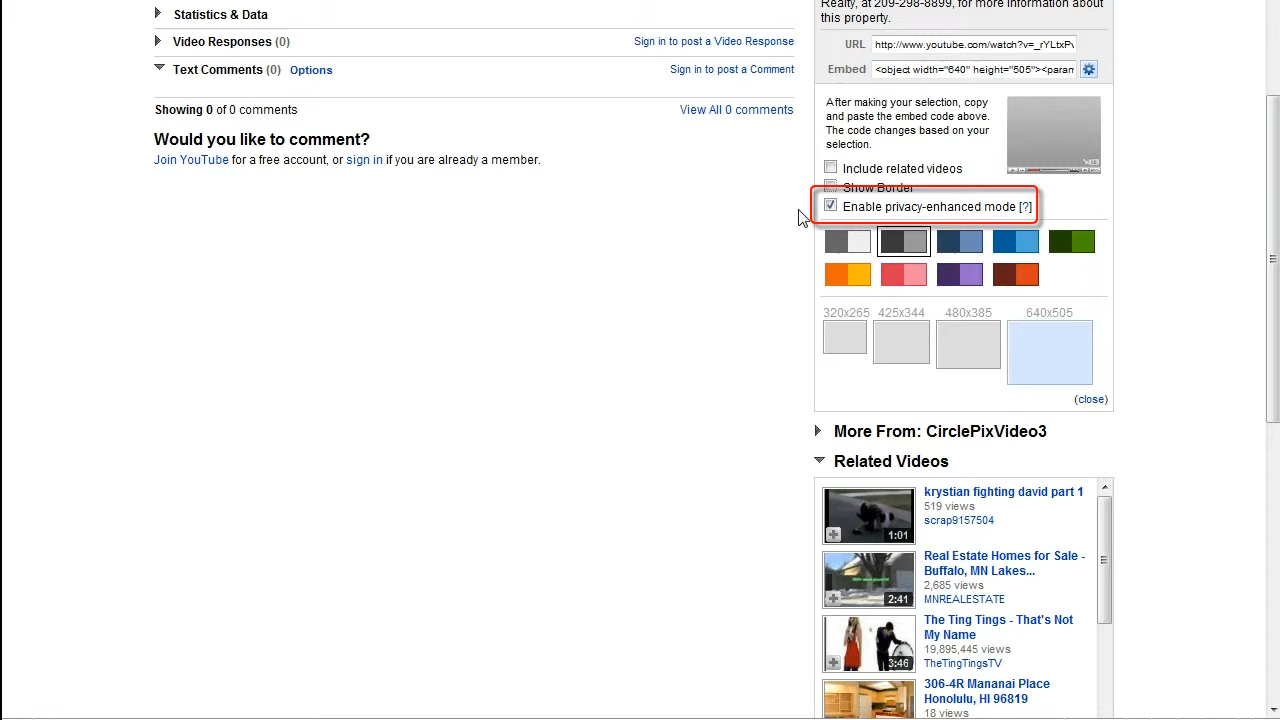 Statistics & Data
Video Responses (0)
Sign in to post a Video Response
Text Comments (0) Options
Sign in to post a Comment
Showing 0 of 0 comments
View All 0 comments
Would you like to comment?
Join YouTube for a free account, or sign in if you are already a member.
Realty, at 209-298-8899, for more information about
this property.
URL http://www.youtube.com/watch?v=_rYLtxPv
Embed <object width="640" height="505"><param
After making your selection, copy
and paste the embed code above.
The code changes based on your
selection.
Include related videos
Show Border
Enable privacy-enhanced mode [?]
320x265 425x344 480x385 640x505
(close)
More From: CirclePixVideo3
Related Videos
krystian fighting david part 1
519 views
scrap9157504
1:01
Real Estate Homes for Sale -
Buffalo, MN Lakes...
2,685 views
MNREALESTATE
2:41
The Ting Tings - That's Not
My Name
19,895,445 views
TheTingTingsTV
3:46
306-4R Mananai Place
Honolulu, HI 96819
18 views